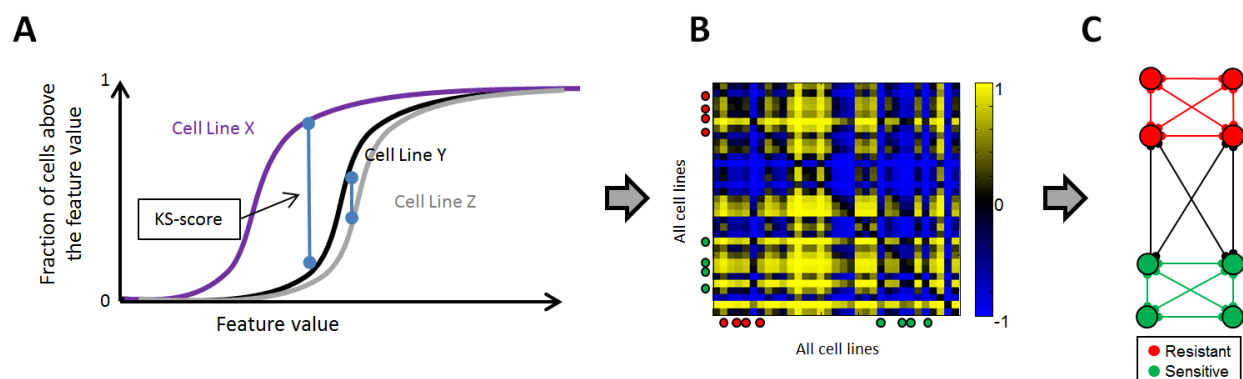 A
Fraction of cells above
the feature value
1
0
Cell Line X
Cell Line Y
Cell Line Z
KS-score
Feature value
B
All cell lines
All cell lines
1
0
-1
C
Resistant
Sensitive